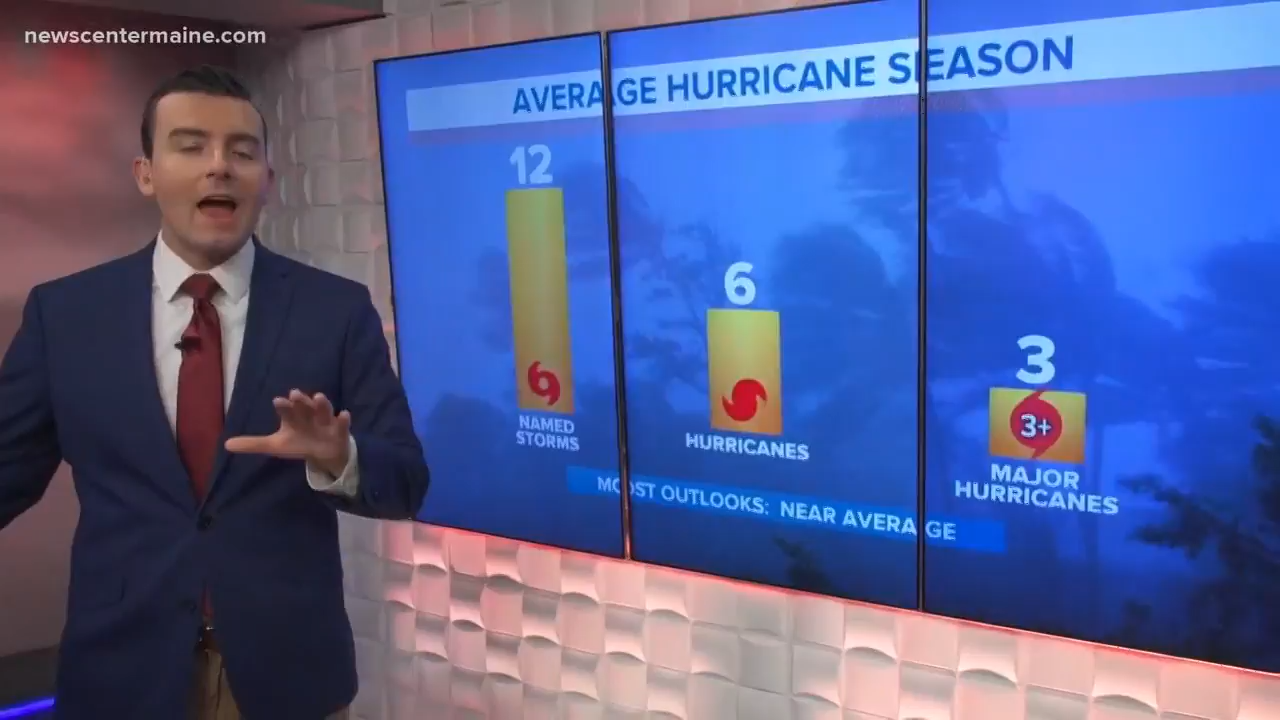 newscentermaine.com
AVERAGE HURRICANE SEASON
12
6
3
3+
NAMED
STORMS
HURRICANES
MAJOR
HURRICANES
MOST OUTLOOKS: NEAR AVERAGE